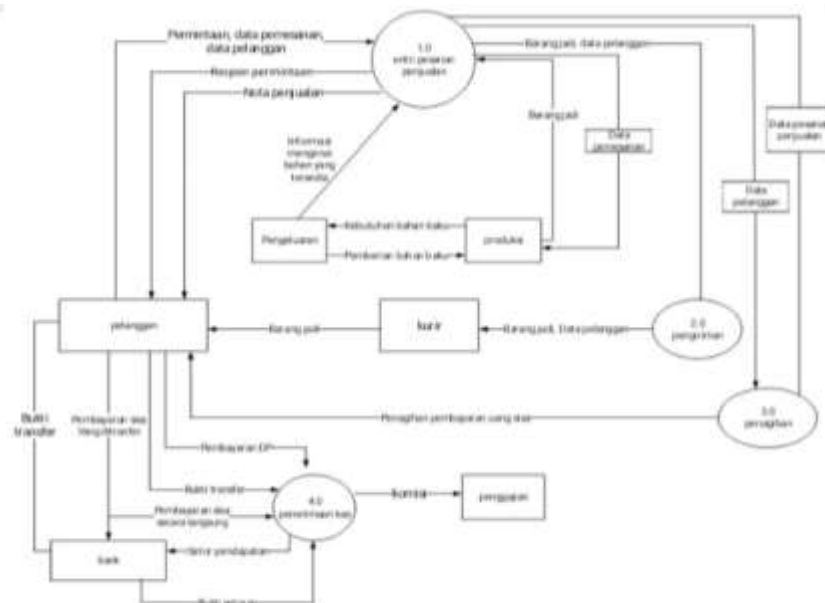 Permintaan, data pemesanan,
data pelanggan
Respon permintaan
Nota penjualan
1.0
entri pesanan
penjualan
Barang jadi, data pelanggan
Barang jadi
Data
pemesanan
Data pesanan
penjualan
Data
pelanggan
Informasi
mengenai
bahan yang
tersedia
Pengeluaran
Kebutuhan bahan baku
Pemberian bahan baku
produksi
pelanggan
Barang jadi
kurir
Barang jadi, Data pelanggan
2.0
pengiriman
Penagihan pembayaran uang sisa
3.0
penagihan
Bukti
transfer
Pembayaran sisa
Pembayaran DP
Bukti transfer
Pembayaran sisa
secara langsung
4.0
penerimaan kas
komisi
penggajian
Setor pendapatan
bank